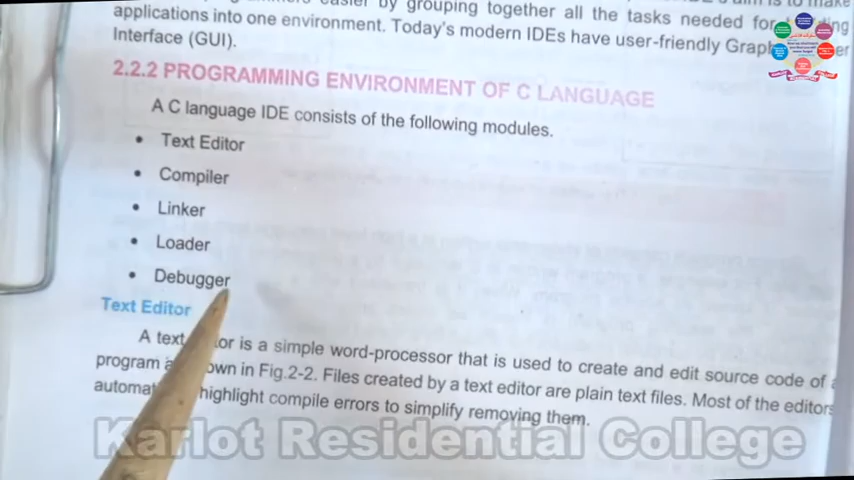 easier by grouping together all the tasks needed for
applications into one environment. Today's modern IDEs have user-friendly
Interface (GUI).
2.2.2 PROGRAMMING ENVIRONMENT OF C LANGUAGE
A C language IDE consists of the following modules.
• Text Editor
• Compiler
• Linker
• Loader
• Debugger
Text Editor
A text is a simple word-processor that is used to create and edit source code of
program in Fig.2-2. Files created by a text editor are plain text files. Most of the editors
highlight compile errors to simplify removing them.
Karlot Residential College